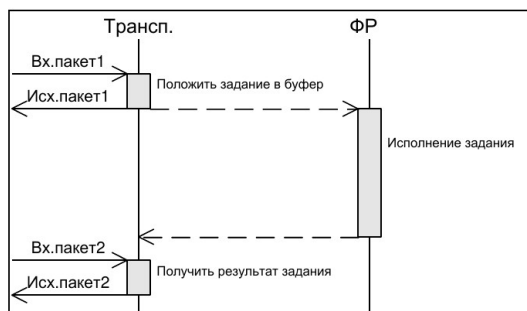 Трансп.
ФР
Вх.пакет1
Положить задание в буфер
Исх.пакет1
Исполнение задания
Вх.пакет2
Получить результат задания
Исх.пакет2